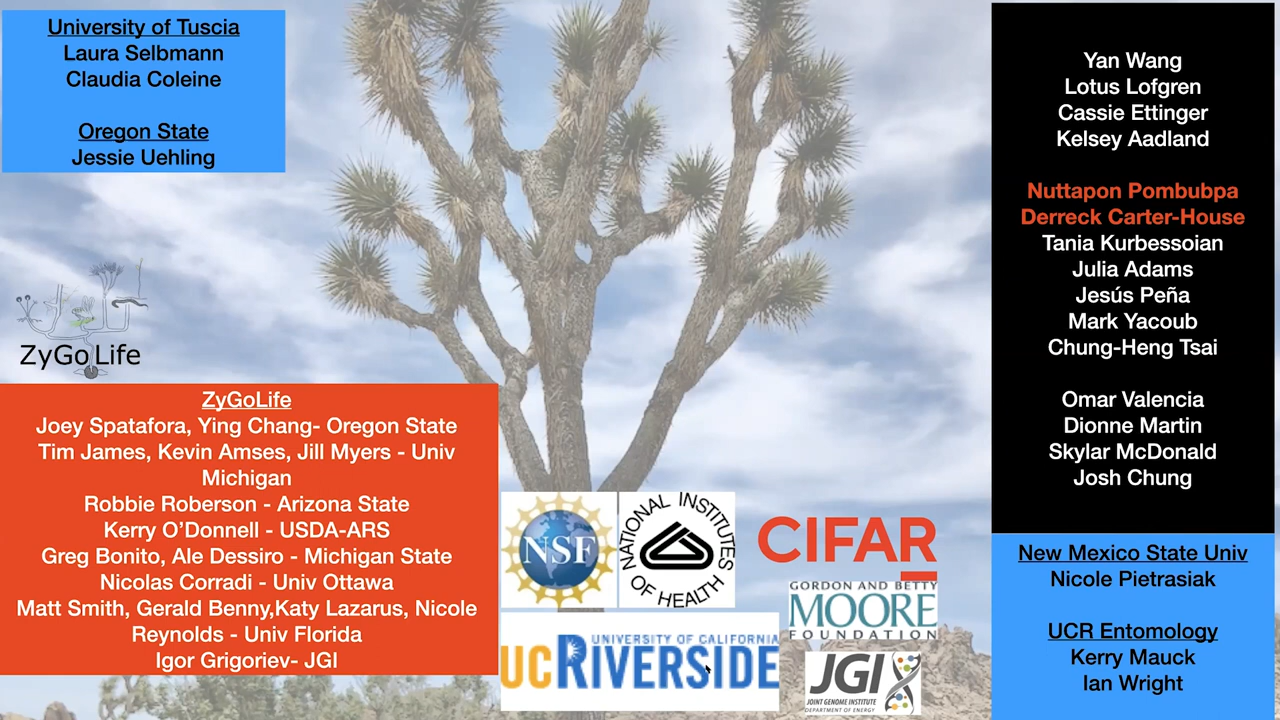 University of Tuscia
Laura Selbmann
Claudia Coleine
Oregon State
Jessie Uehling
ZyGo Life
ZyGoLife
Joey Spatafora, Ying Chang- Oregon State
Tim James, Kevin Amses, Jill Myers - Univ
Michigan
Robbie Roberson - Arizona State
Kerry O’Donnell - USDA-ARS
Greg Bonito, Ale Dessiro - Michigan State
Nicolas Corradi - Univ Ottawa
Matt Smith, Gerald Benny,Katy Lazarus, Nicole
Reynolds - Univ Florida
Igor Grigoriev- JGI
NSF
NATIONAL INSTITUTES
OF HEALTH
UNIVERSITY OF CALIFORNIA
UCRIVERSIDE
CIFAR
GORDON AND BETTY
MOORE
FOUNDATION
JGI
JOINT GENOME INSTITUTE
DEPARTMENT OF ENERGY
Yan Wang
Lotus Lofgren
Cassie Ettinger
Kelsey Aadland
Nuttapon Pombubpa
Derreck Carter-House
Tania Kurbessoian
Julia Adams
Jesús Peña
Mark Yacoub
Chung-Heng Tsai
Omar Valencia
Dionne Martin
Skylar McDonald
Josh Chung
New Mexico State Univ
Nicole Pietrasiak
UCR Entomology
Kerry Mauck
Ian Wright